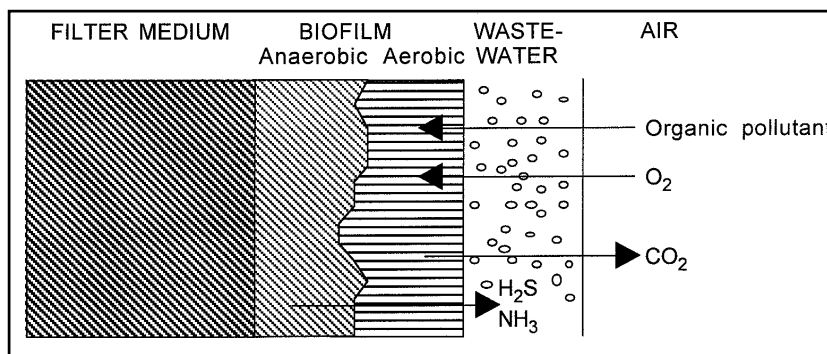 FILTER MEDIUM BIOFILM WASTE- AIR
Anaerobic Aerobic WATER
Organic pollutant
O₂
CO₂
H₂S
NH₃